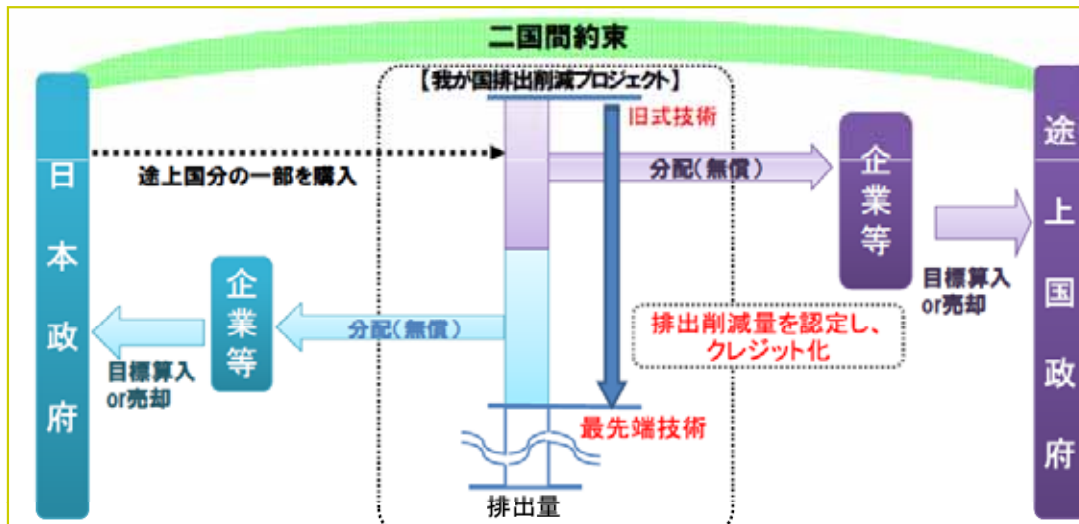 二国間約束
【我が国排出削減プロジェクト】
旧式技術
日本政府
途上国分の一部を購入
分配(無償)
企業等
途上国政府
目標算入
or売却
企業等
分配(無償)
目標算入
or売却
排出削減量を認定し、
クレジット化
最先端技術
排出量